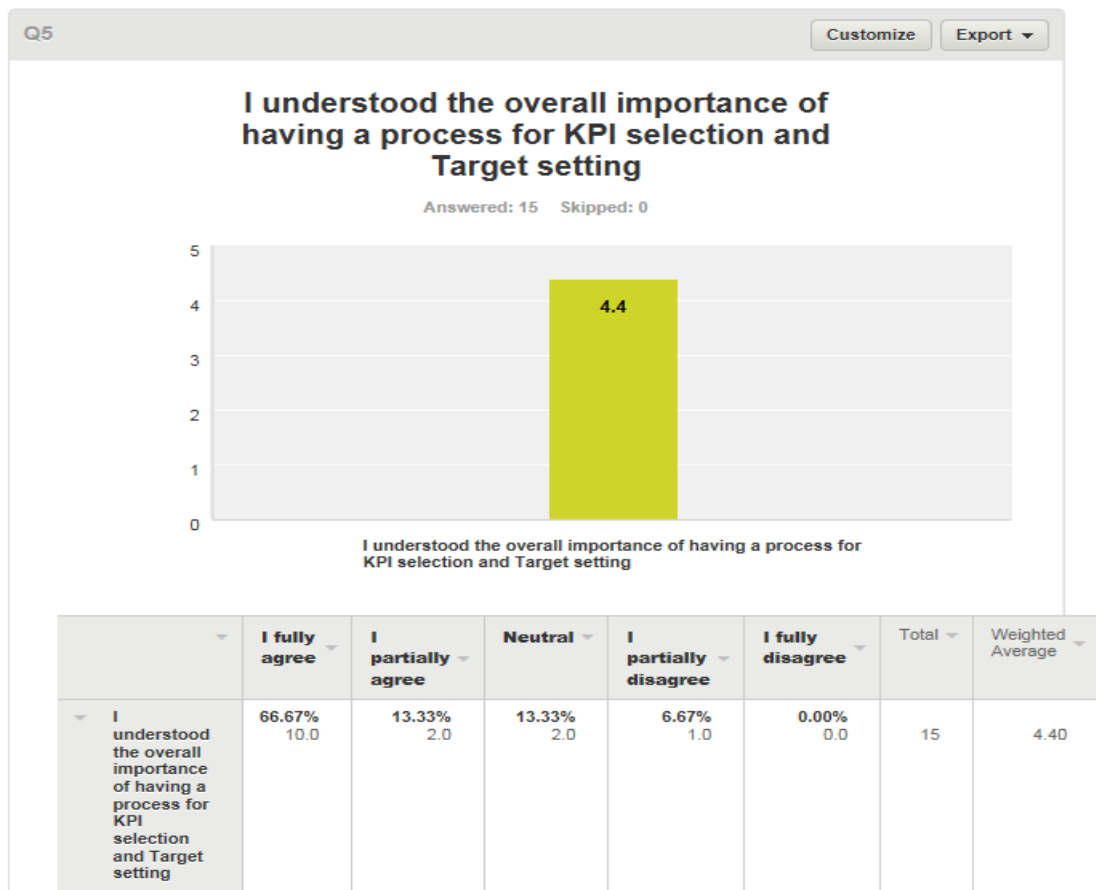 Q5
Customize
Export
I understood the overall importance of
having a process for KPI selection and
Target setting
Answered: 15 Skipped: 0
5
4
3
2
1
0
4.4
I understood the overall importance of having a process for
KPI selection and Target setting
I fully
agree
I
partially
agree
Neutral
I
partially
disagree
I fully
disagree
Total
Weighted
Average
I
understood
the overall
importance
of having a
process for
KPI
selection
and Target
setting
66.67%
10.0
13.33%
2.0
13.33%
2.0
6.67%
1.0
0.00%
0.0
15
4.40